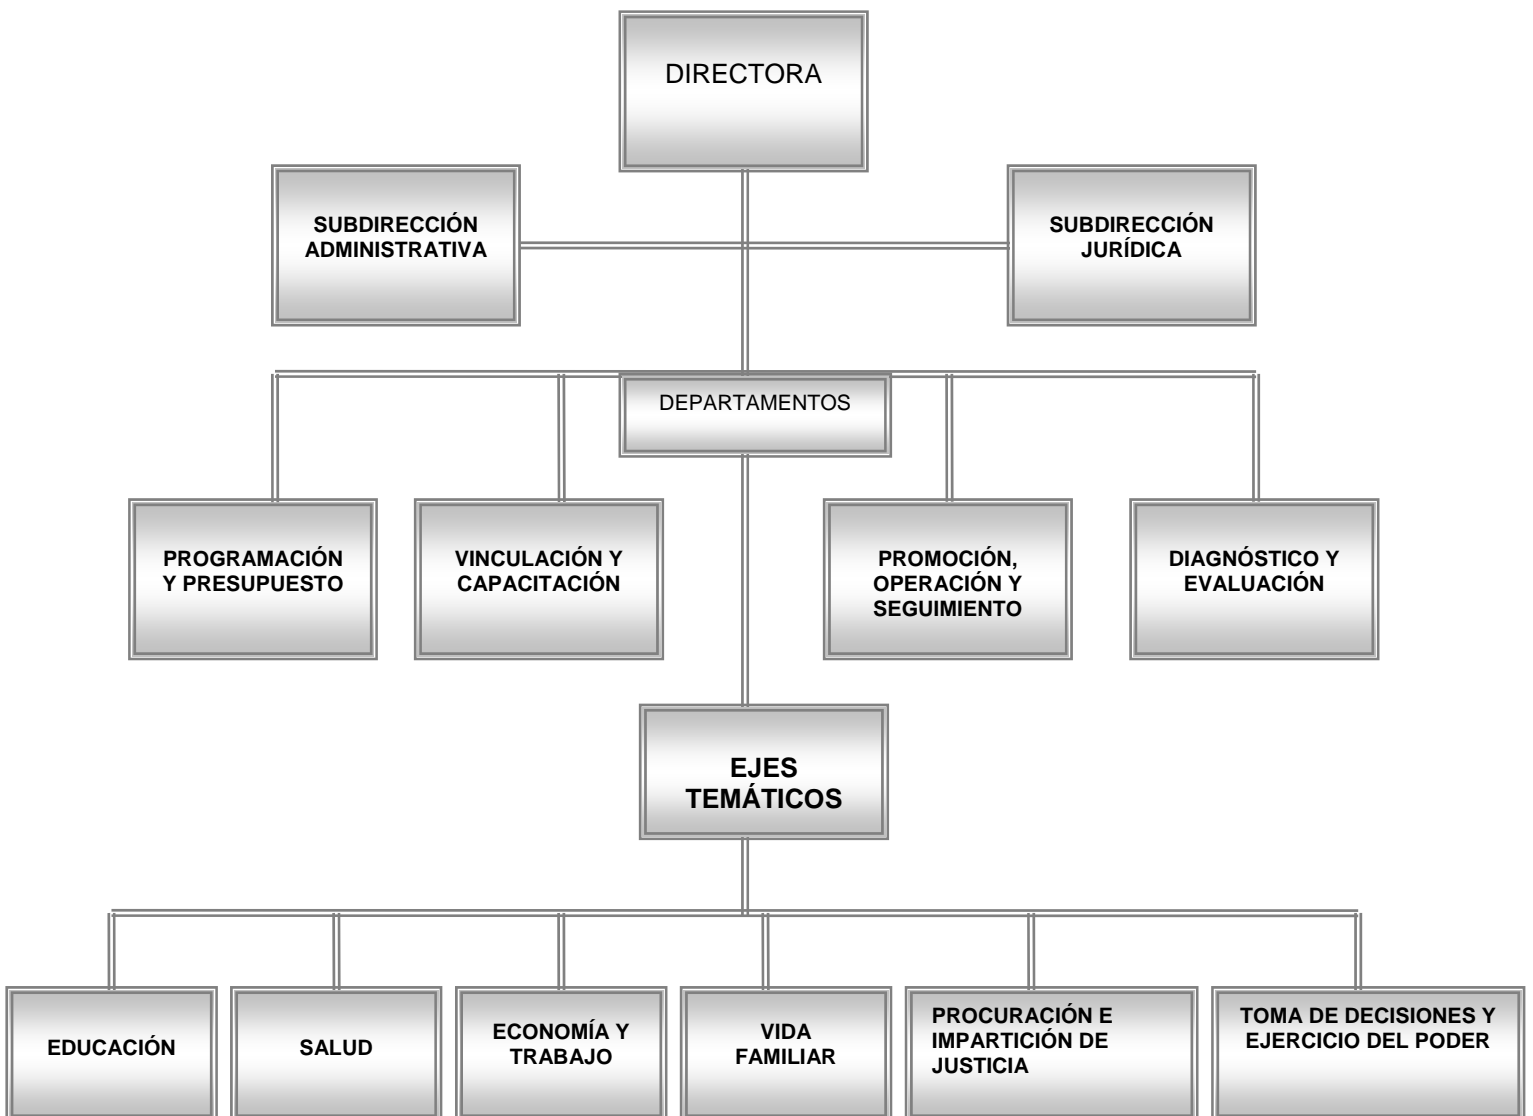 DIRECTORA
SUBDIRECCIÓN
ADMINISTRATIVA
SUBDIRECCIÓN
JURÍDICA
DEPARTAMENTOS
PROGRAMACIÓN
Y PRESUPUESTO
VINCULACIÓN Y
CAPACITACIÓN
PROMOCIÓN,
OPERACIÓN Y
SEGUIMIENTO
DIAGNÓSTICO Y
EVALUACIÓN
EJES
TEMÁTICOS
EDUCACIÓN
SALUD
ECONOMÍA Y
TRABAJO
VIDA
FAMILIAR
PROCURACIÓN E
IMPARTICIÓN DE
JUSTICIA
TOMA DE DECISIONES Y
EJERCICIO DEL PODER